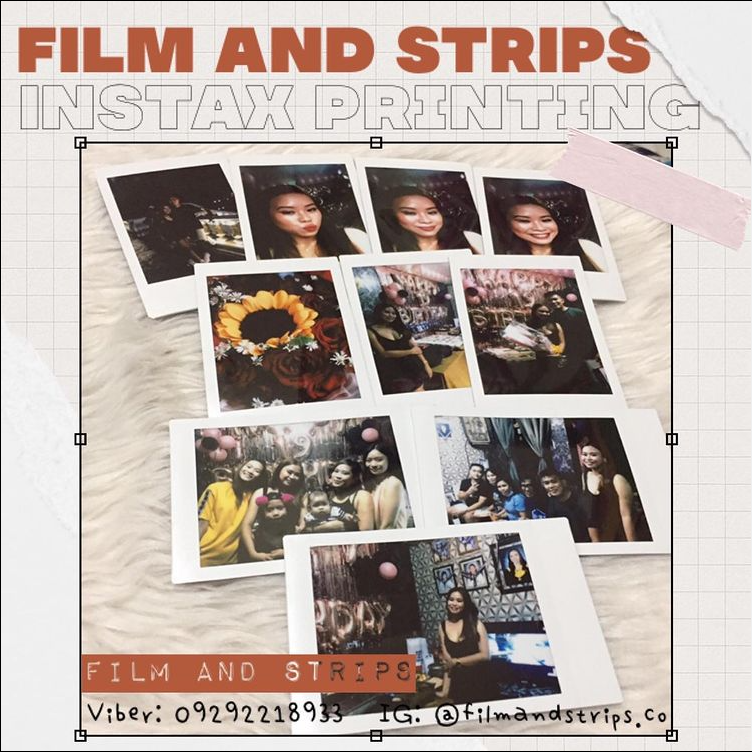 FILM AND STRIPS
INSTAX PRINTING
FILM AND STRIPS
Viber: 09292218933 IG: @filmandstrips.co